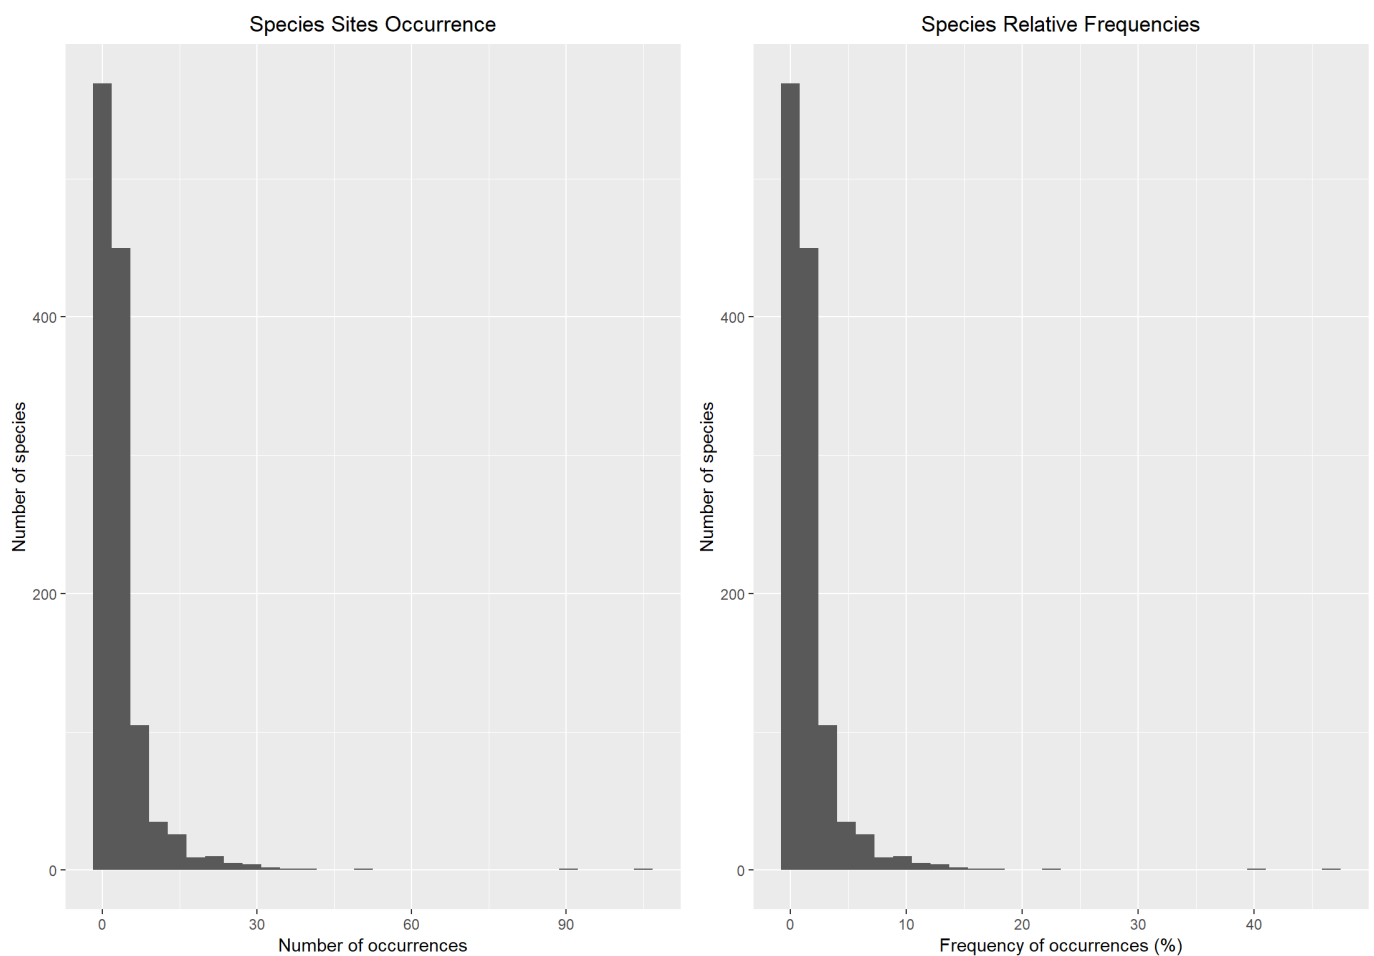 Species Sites Occurrence
Number of species
400
200
0
0 30 60 90
Number of occurrences
Species Relative Frequencies
Number of species
400
200
0
0 10 20 30 40
Frequency of occurrences (%)